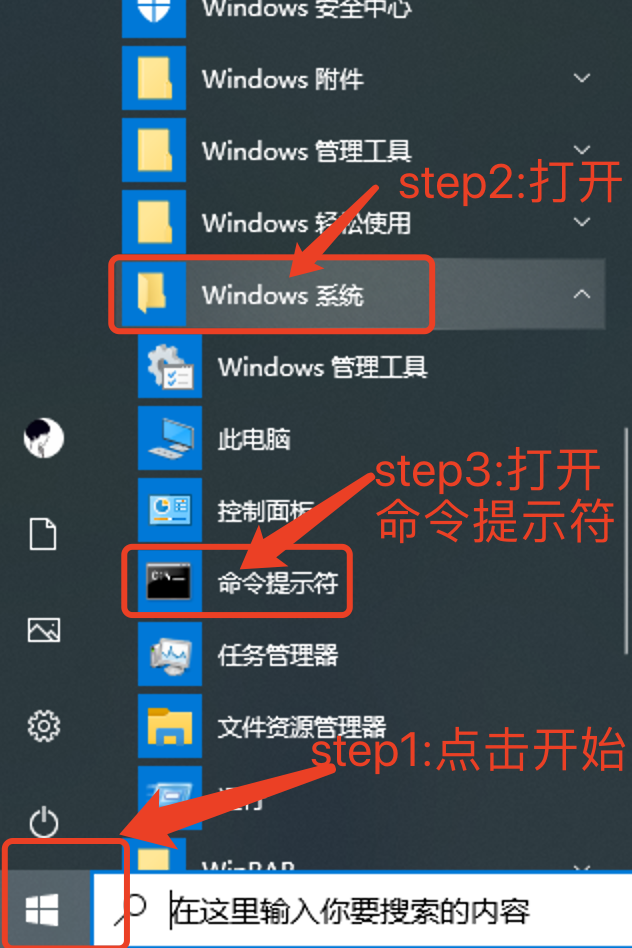 Windows 安全中心
Windows 附件
Windows 管理工具
step2:打开
Windows 轻松使用
Windows 系统
Windows 管理工具
此电脑
step3:打开
控制面板
命令提示符
命令提示符
任务管理器
文件资源管理器
step1:点击开始
运行
WinRAR
在这里输入你要搜索的内容